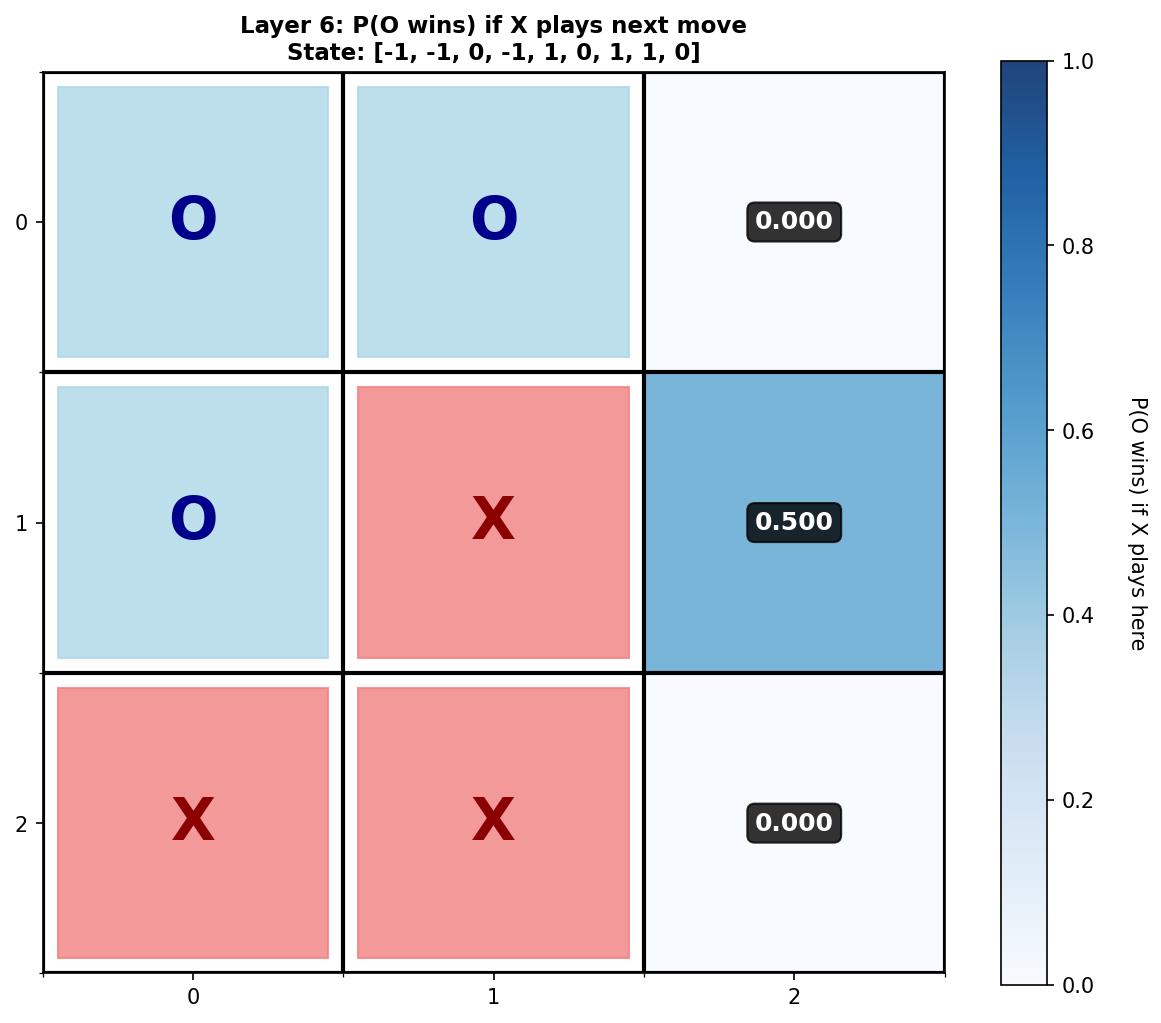 Layer 6: P(O wins) if X plays next move
State: [-1, -1, 0, -1, 1, 0, 1, 1, 0]
0
O
O
0.000
1
O
X
0.500
2
X
X
0.000
0
1
2
1.0
0.8
0.6
0.4
0.2
0.0
P(O wins) if X plays here